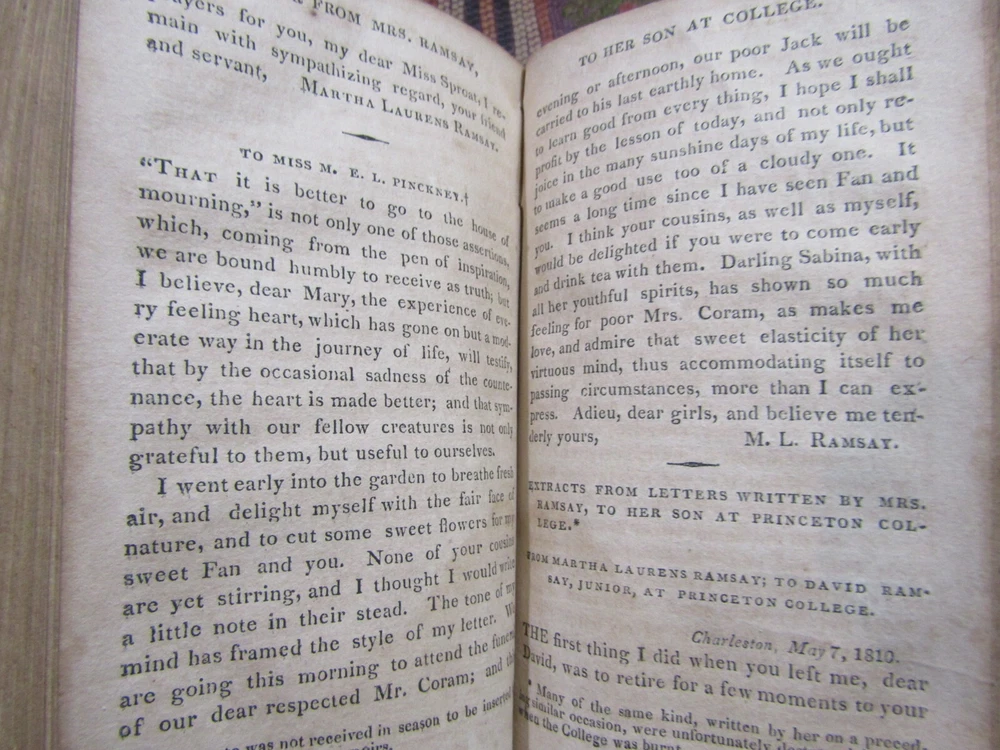 FROM MRS. RAMSAY,
prayers for you, my dear Miss Sproat, I re-
main with sympathizing regard, your friend
and servant,
MARTHA LAURENS RAMSAY.
TO MISS M. E. L. PINCKNEY.†
"THAT it is better to go to the house of
mourning," is not only one of those assertions,
which, coming from the pen of inspiration,
we are bound humbly to receive as truth; but
I believe, dear Mary, the experience of eve-
ry feeling heart, which has gone on but a mod-
erate way in the journey of life, will testify,
that by the occasional sadness of the counte-
nance, the heart is made better; and that sym-
pathy with our fellow creatures is not only
grateful to them, but useful to ourselves.
I went early into the garden to breathe fresh
air, and delight myself with the fair face of
nature, and to cut some sweet flowers for my
sweet Fan and you. None of your cousins
are yet stirring, and I thought I would write
a little note in their stead. The tone of my
mind has framed the style of my letter. We
are going this morning to attend the funeral
of our dear respected Mr. Coram; and
was not received in season to be inserted
TO HER SON AT COLLEGE.
evening or afternoon, our poor Jack will be
carried to his last earthly home. As we ought
to learn good from every thing, I hope I shall
profit by the lesson of today, and not only re-
joice in the many sunshine days of my life, but
to make a good use too of a cloudy one. It
seems a long time since I have seen Fan and
you. I think your cousins, as well as myself,
would be delighted if you were to come early
and drink tea with them. Darling Sabina, with
all her youthful spirits, has shown so much
feeling for poor Mrs. Coram, as makes me
love, and admire that sweet elasticity of her
virtuous mind, thus accommodating itself to
passing circumstances, more than I can ex-
press. Adieu, dear girls, and believe me ten-
derly yours, M. L. RAMSAY.
EXTRACTS FROM LETTERS WRITTEN BY MRS.
RAMSAY, TO HER SON AT PRINCETON COL-
LEGE.*
FROM MARTHA LAURENS RAMSAY; TO DAVID RAM-
SAY, JUNIOR, AT PRINCETON COLLEGE.
Charleston, May 7, 1810.
THE first thing I did when you left me, dear
David, was to retire for a few moments to your
* Many of the same kind, written by her on a preced-
similar occasion, were unfortunately
when the College was burnt